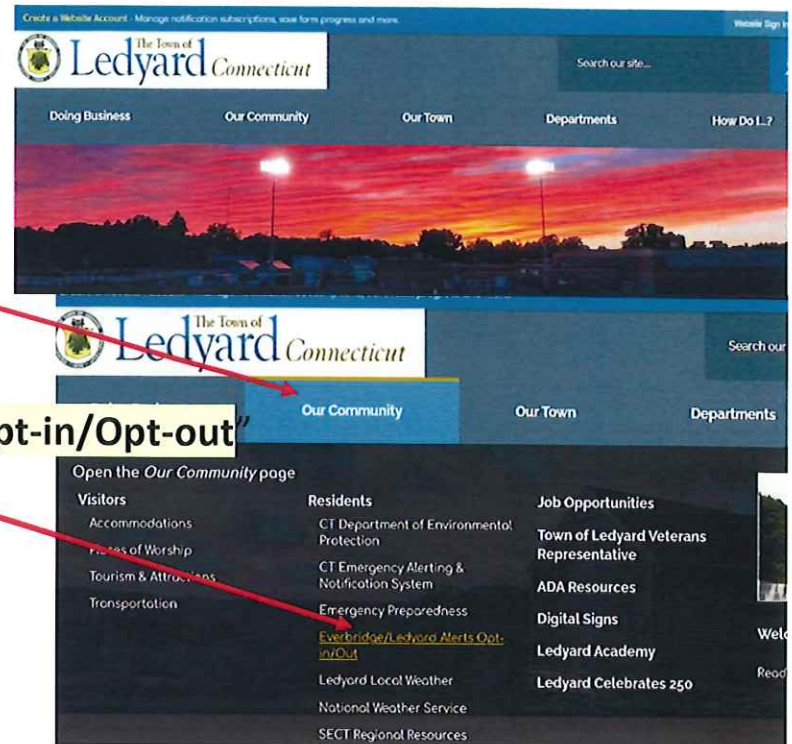 Create a Website Account - Manage notification subscriptions, save form progress and more.
Website Sign In
The Town of
Ledyard Connecticut
Search our site...
Doing Business
Our Community
Our Town
Departments
How Do I...?
The Town of
Ledyard Connecticut
Search our
Our Community
Our Town
Departments
pt-in/Opt-out"
Open the Our Community page
Visitors
Accommodations
Places of Worship
Tourism & Attractions
Transportation
Residents
CT Department of Environmental
Protection
CT Emergency Alerting &
Notification System
Emergency Preparedness
Everbridge/Ledyard Alerts Opt-
in/Out
Ledyard Local Weather
National Weather Service
SECT Regional Resources
Job Opportunities
Town of Ledyard Veterans
Representative
ADA Resources
Digital Signs
Ledyard Academy
Ledyard Celebrates 250
Welc
Read